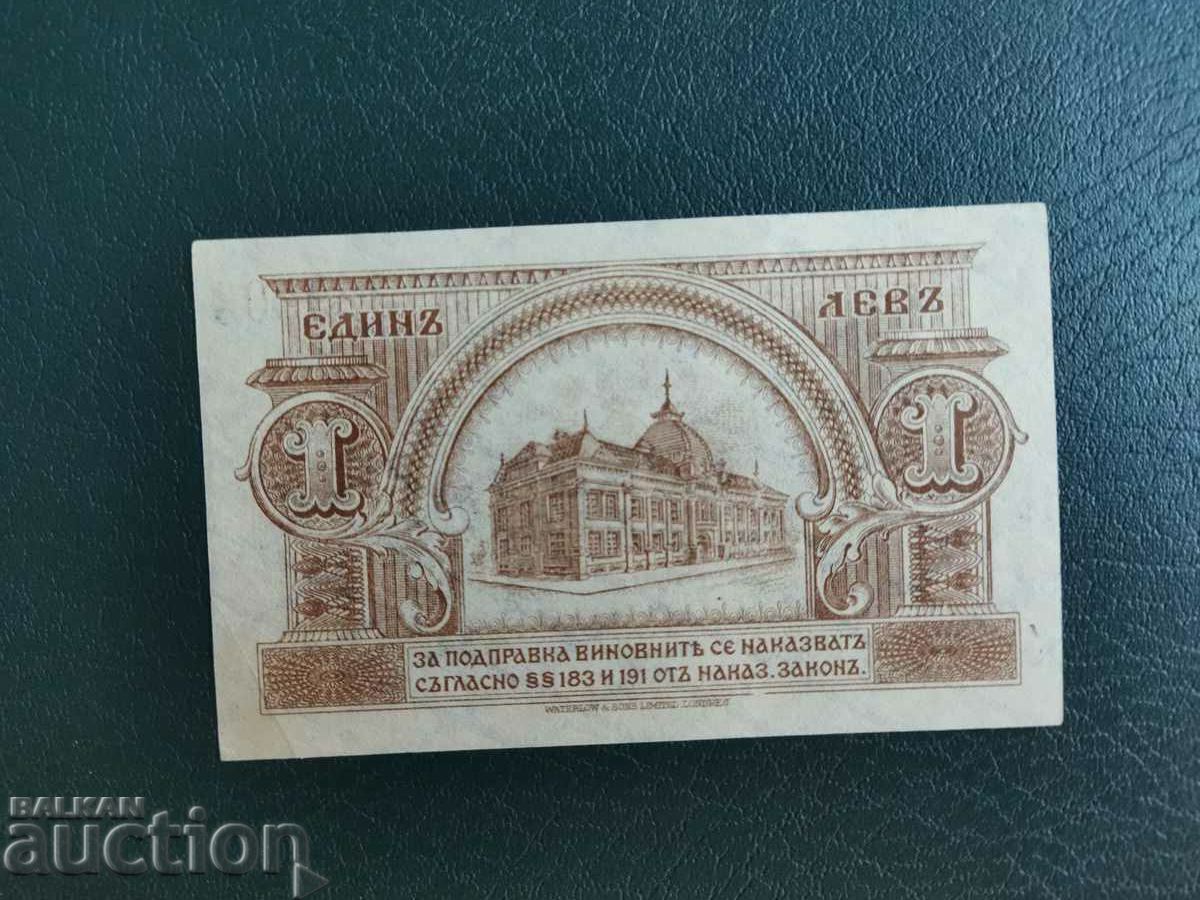 ЕДИНЪ ЛЕВЪ
1 1
ЗА ПОДПРАВКА ВИНОВНИТѢ СЕ НАКАЗВАТЪ
СЪГЛАСНО §§ 183 И 191 ОТЪ НАКАЗ. ЗАКОНЪ.
WATERLOW & SONS LIMITED, LONDRES
BALKAN
auction